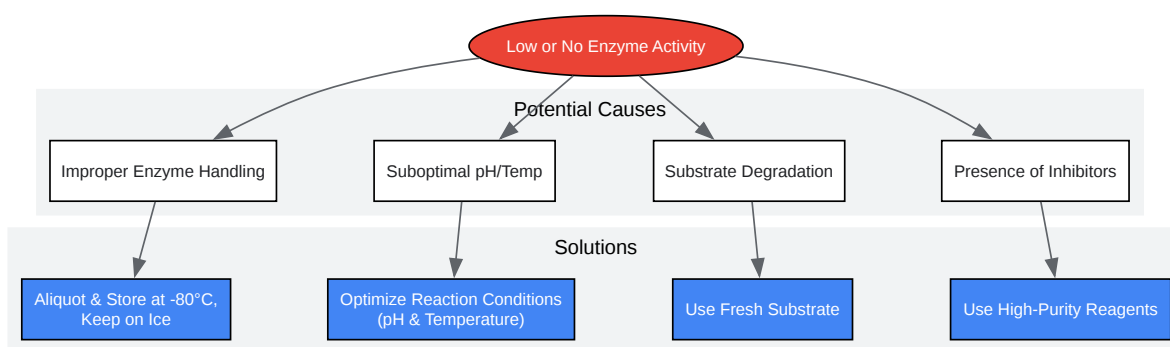 Low or No Enzyme Activity
Potential Causes
Improper Enzyme Handling
Suboptimal pH/Temp
Substrate Degradation
Presence of Inhibitors
Solutions
Aliquot & Store at -80°C,
Keep on Ice
Optimize Reaction Conditions
(pH & Temperature)
Use Fresh Substrate
Use High-Purity Reagents